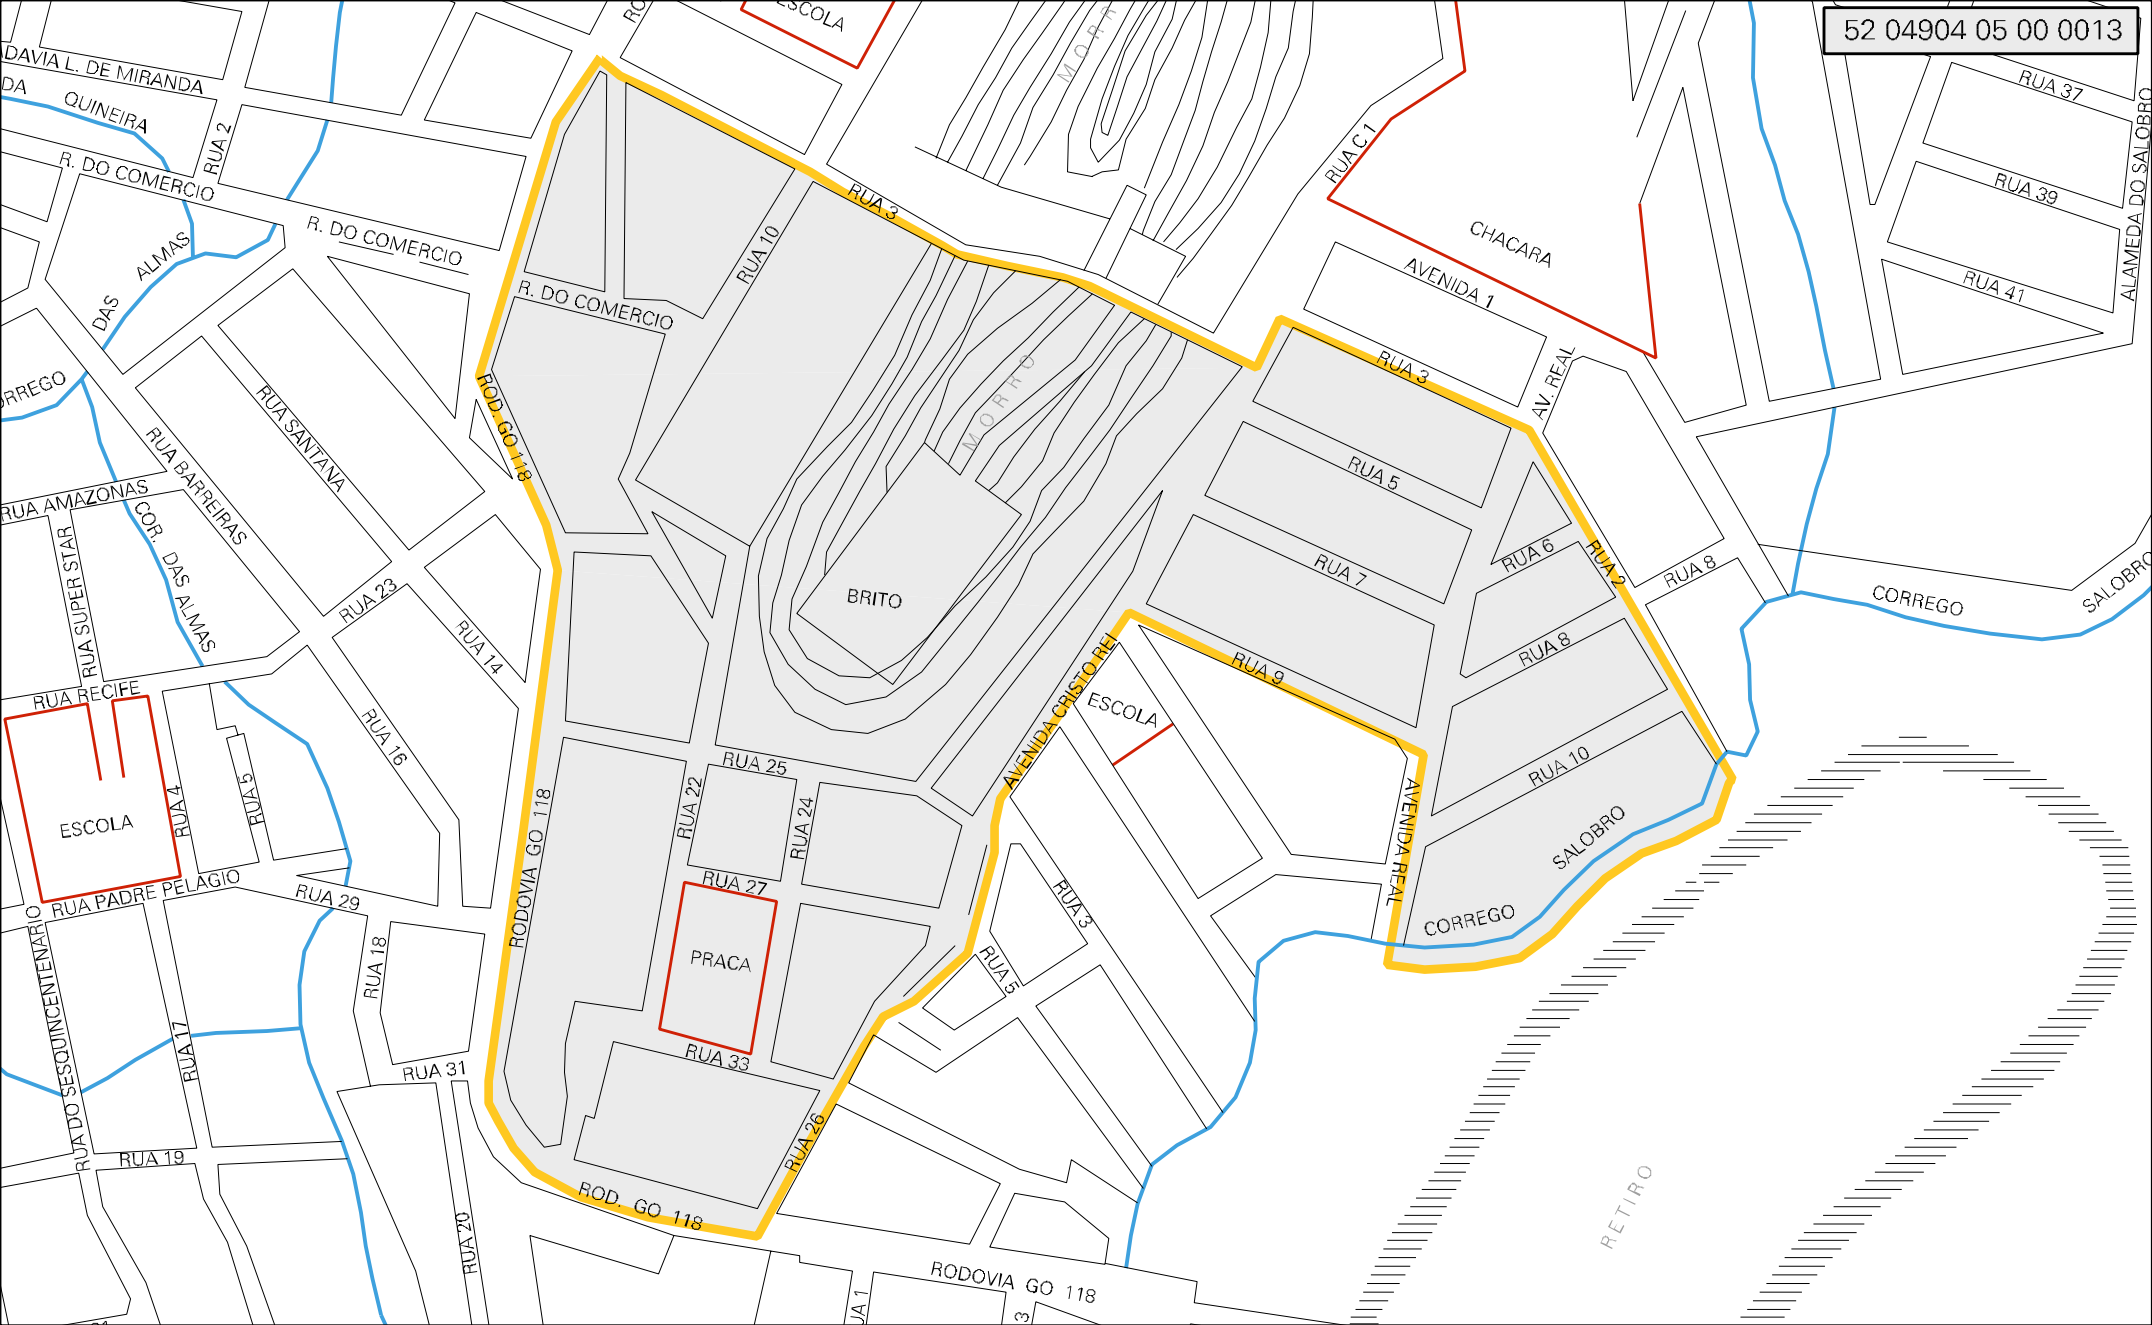 52 04904 05 00 0013
ESCOLA
MORR
RUA 37
DAVIA L. DE MIRANDA
DA
QUINEIRA
RUA 2
R. DO COMERCIO
R. DO COMERCIO
RUA C 1
RUA 3
RUA 39
ALAMEDA DO SALOBRO
CHACARA
ALMAS
RUA 10
AVENIDA 1
RUA 41
DAS
R. DO COMERCIO
RUA 3
AV. REAL
MORRO
ROD. GO 118
RUA SANTANA
RUA BARREIRAS
RUA 5
RUA AMAZONAS
COR. DAS ALMAS
RUA SUPER STAR
RUA 6
RUA 2
RUA 7
RUA 8
CORREGO
SALOBRO
RUA 23
BRITO
RUA 14
RUA 8
AVENIDA CRISTO REI
RUA 9
RUA RECIFE
ESCOLA
RUA 16
RUA 25
RUA 10
RUA 22
RUA 24
RUA 5
RUA 4
RODOVIA GO 118
AVENIDA REAL
ESCOLA
SALOBRO
RUA 27
RUA PADRE PELAGIO
RUA 29
RUA 3
CORREGO
RUA 18
PRACA
RUA 5
RUA DO SESQUINCENTENARIO
RUA 17
RUA 33
RUA 31
RUA 26
RUA 19
ROD. GO 118
RUA 20
RETIRO
RODOVIA GO 118